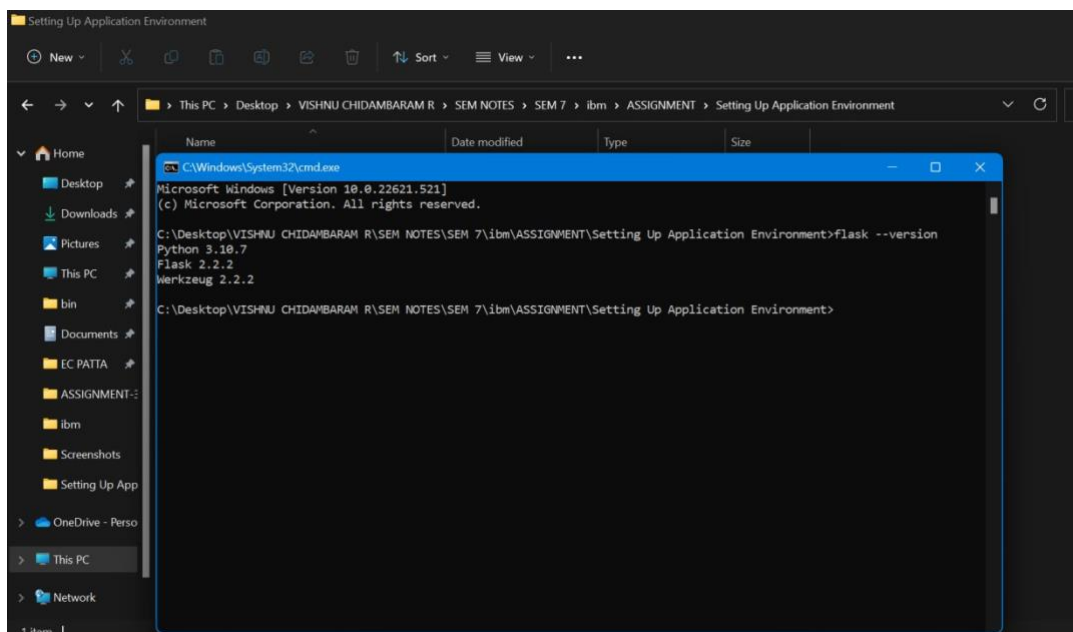 Setting Up Application Environment
New
Sort
View
This PC > Desktop > VISHNU CHIDAMBARAM R > SEM NOTES > SEM 7 > ibm > ASSIGNMENT > Setting Up Application Environment
Name Date modified Type Size
Home
Desktop
Downloads
Pictures
This PC
bin
Documents
EC PATTA
ASSIGNMENT-3
ibm
Screenshots
Setting Up App
OneDrive - Perso
This PC
Network
1 item
C:\Windows\System32\cmd.exe
Microsoft Windows [Version 10.0.22621.521]
(c) Microsoft Corporation. All rights reserved.
C:\Desktop\VISHNU CHIDAMBARAM R\SEM NOTES\SEM 7\ibm\ASSIGNMENT\Setting Up Application Environment>flask --version
Python 3.10.7
Flask 2.2.2
Werkzeug 2.2.2
C:\Desktop\VISHNU CHIDAMBARAM R\SEM NOTES\SEM 7\ibm\ASSIGNMENT\Setting Up Application Environment>